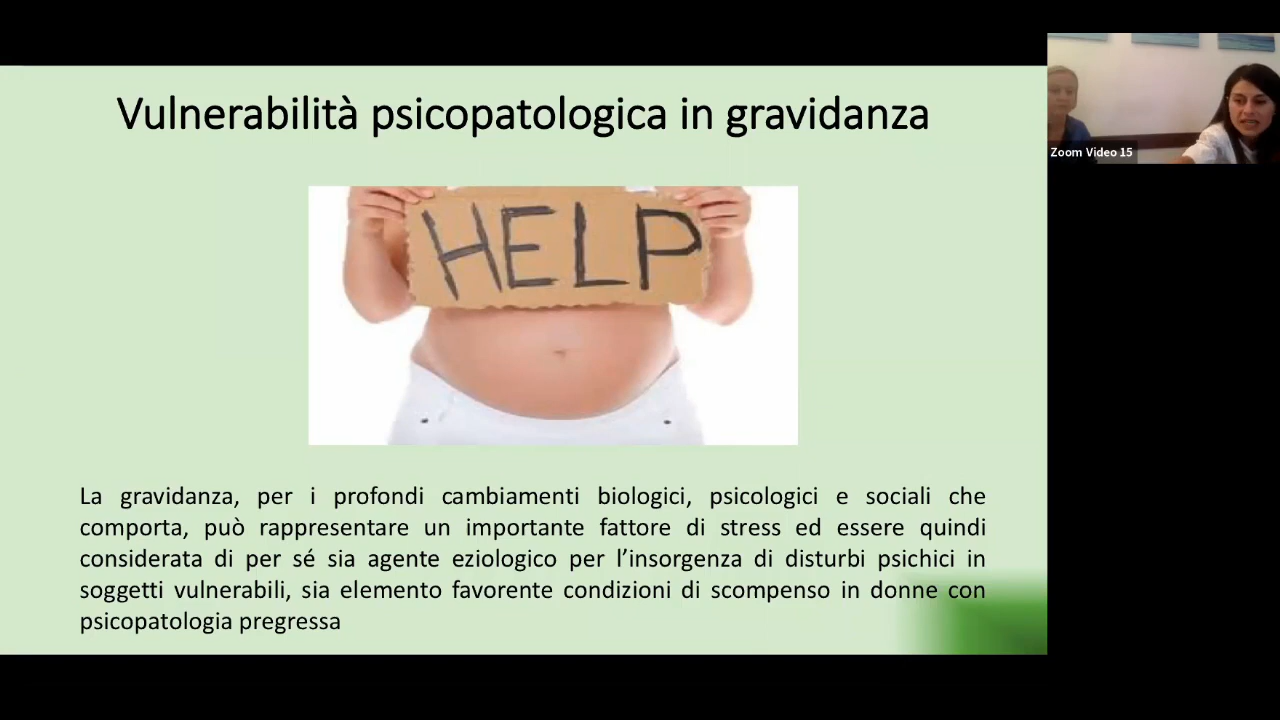 Vulnerabilità psicopatologica in gravidanza
Zoom Video 15
HELP
La gravidanza, per i profondi cambiamenti biologici, psicologici e sociali che
comporta, può rappresentare un importante fattore di stress ed essere quindi
considerata di per sé sia agente eziologico per l’insorgenza di disturbi psichici in
soggetti vulnerabili, sia elemento favorente condizioni di scompenso in donne con
psicopatologia pregressa